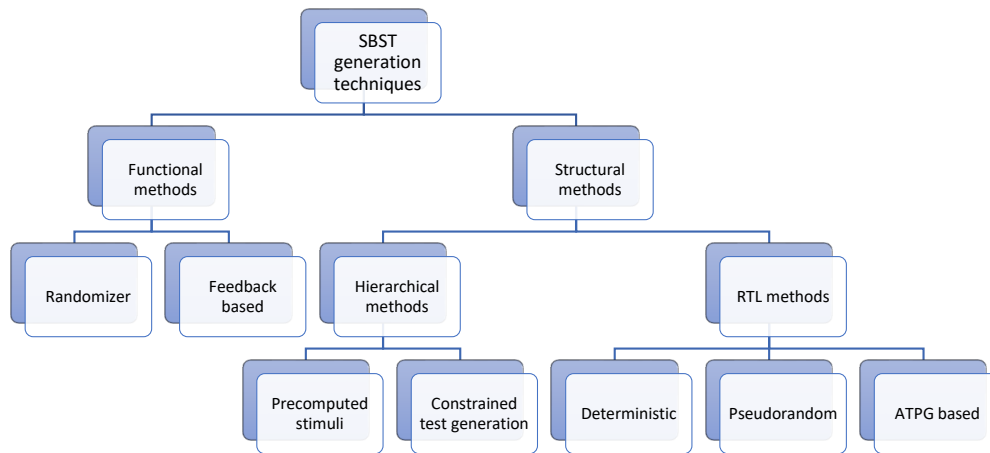 SBST
generation
techniques
Functional
methods
Structural
methods
Randomizer
Feedback
based
Hierarchical
methods
RTL methods
Precomputed
stimuli
Constrained
test generation
Deterministic
Pseudorandom
ATPG based